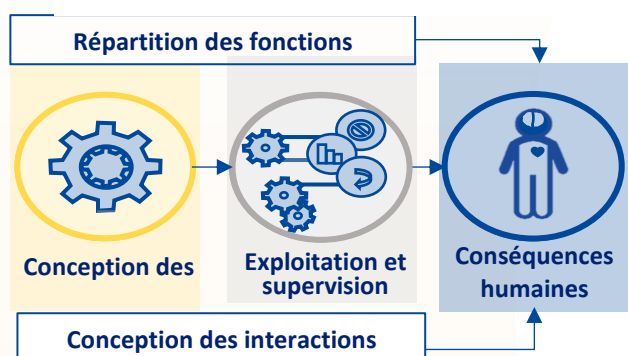 Répartition des fonctions
Conception des
Exploitation et
supervision
Conséquences
humaines
Conception des interactions